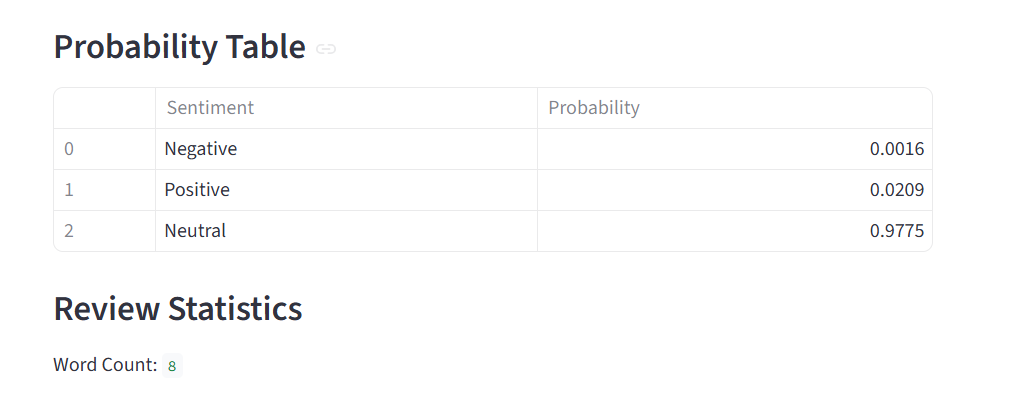 Probability Table
Sentiment Probability
0 Negative 0.0016
1 Positive 0.0209
2 Neutral 0.9775
Review Statistics
Word Count: 8